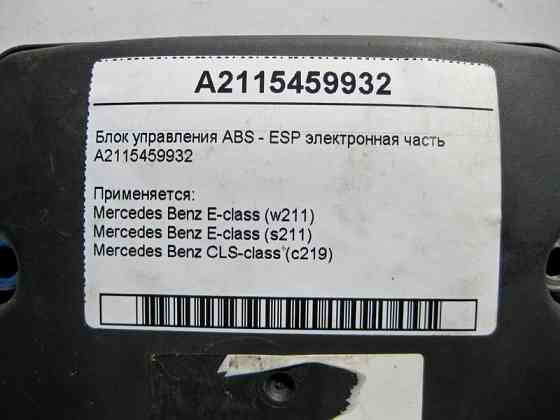 A2115459932
Блок управления ABS - ESP электронная часть
A2115459932
Применяется:
Mercedes Benz E-class (w211)
Mercedes Benz E-class (s211)
Mercedes Benz CLS-class (c219)